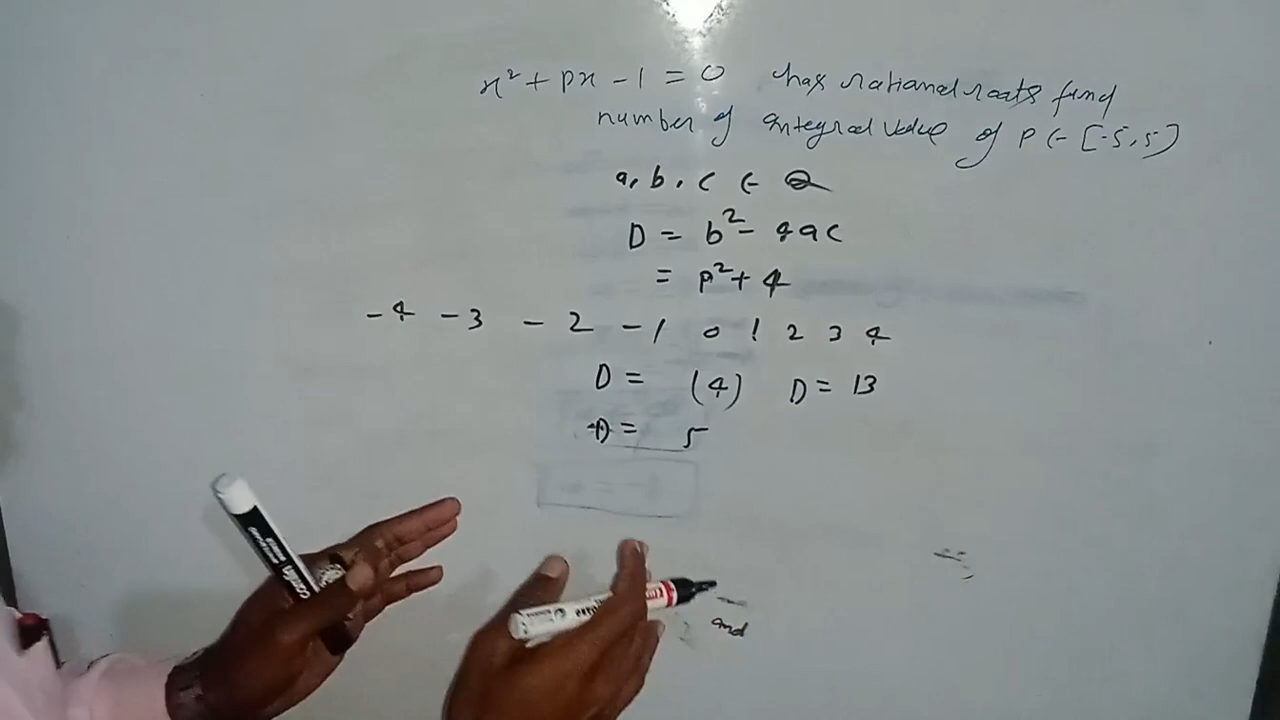 x² + px - 1 = 0 has rational roots find
number of integral value of p ∈ [-5, 5)
a, b, c ∈ Q
D = b² - 4ac
= p² + 4
-4 -3 -2 -1 0 1 2 3 4
D = (4) D = 13
D = 5
and